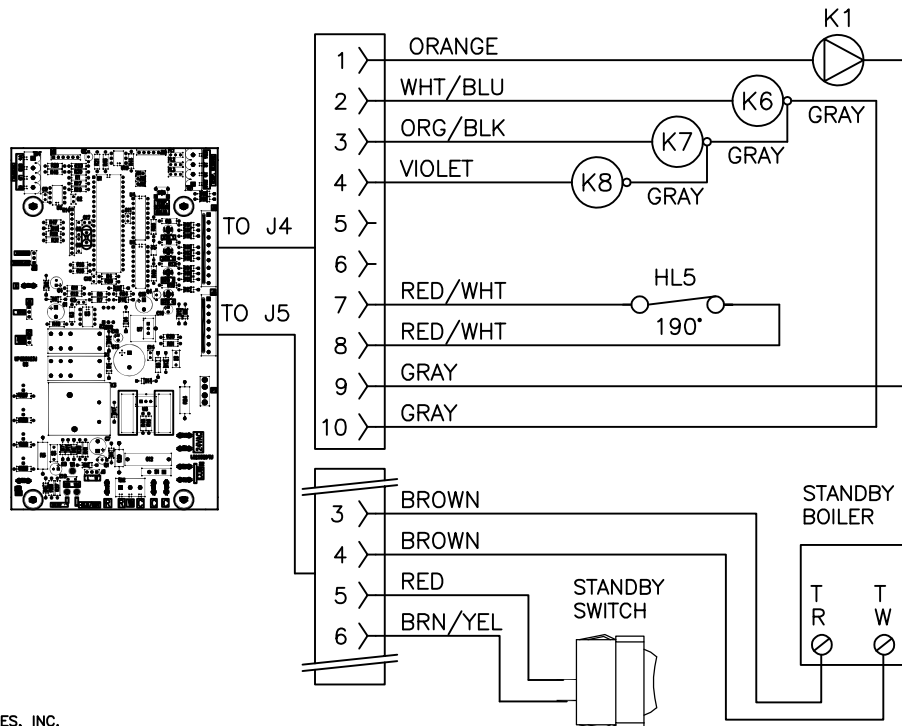 K1
1 ORANGE
2 WHT/BLU K6 GRAY
3 ORG/BLK K7 GRAY
4 VIOLET K8 GRAY
TO J4
5
6
7 RED/WHT HL5
190°
TO J5
8 RED/WHT
9 GRAY
10 GRAY
3 BROWN
4 BROWN
5 RED
6 BRN/YEL
STANDBY
SWITCH
STANDBY
BOILER
T T
R W
ES, INC.